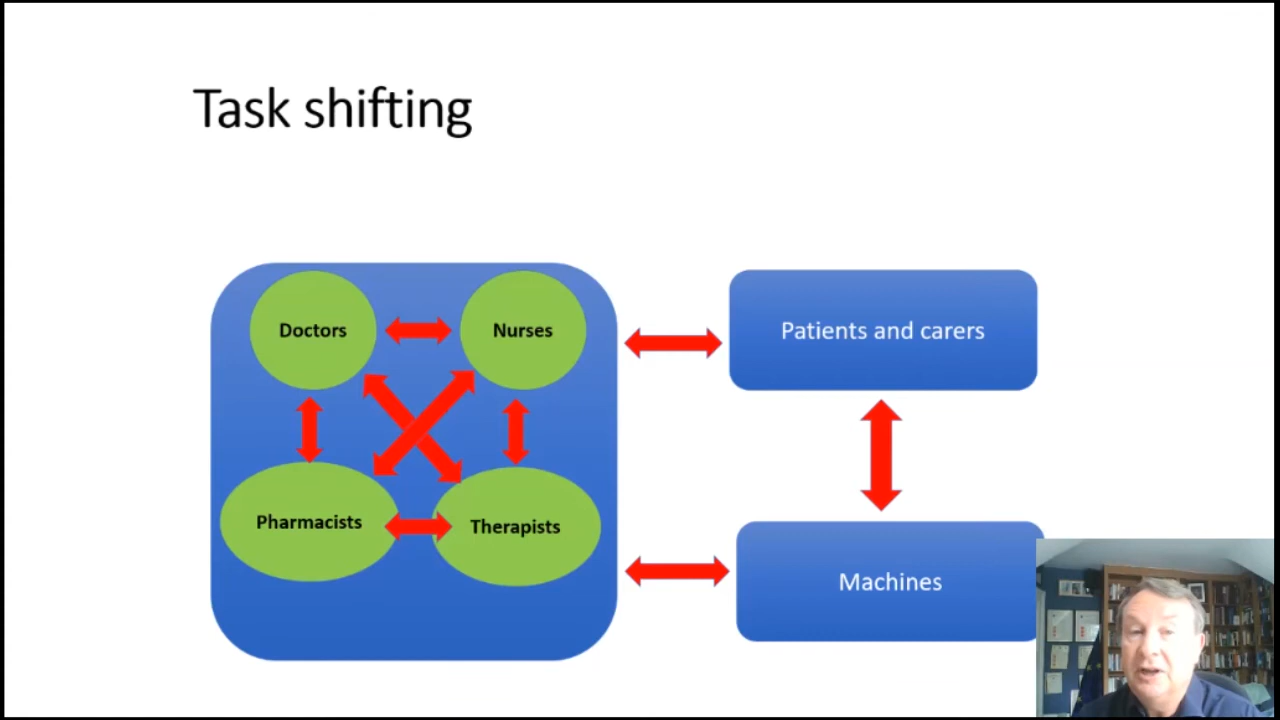 Task shifting
Doctors
Nurses
Patients and carers
Pharmacists
Therapists
Machines